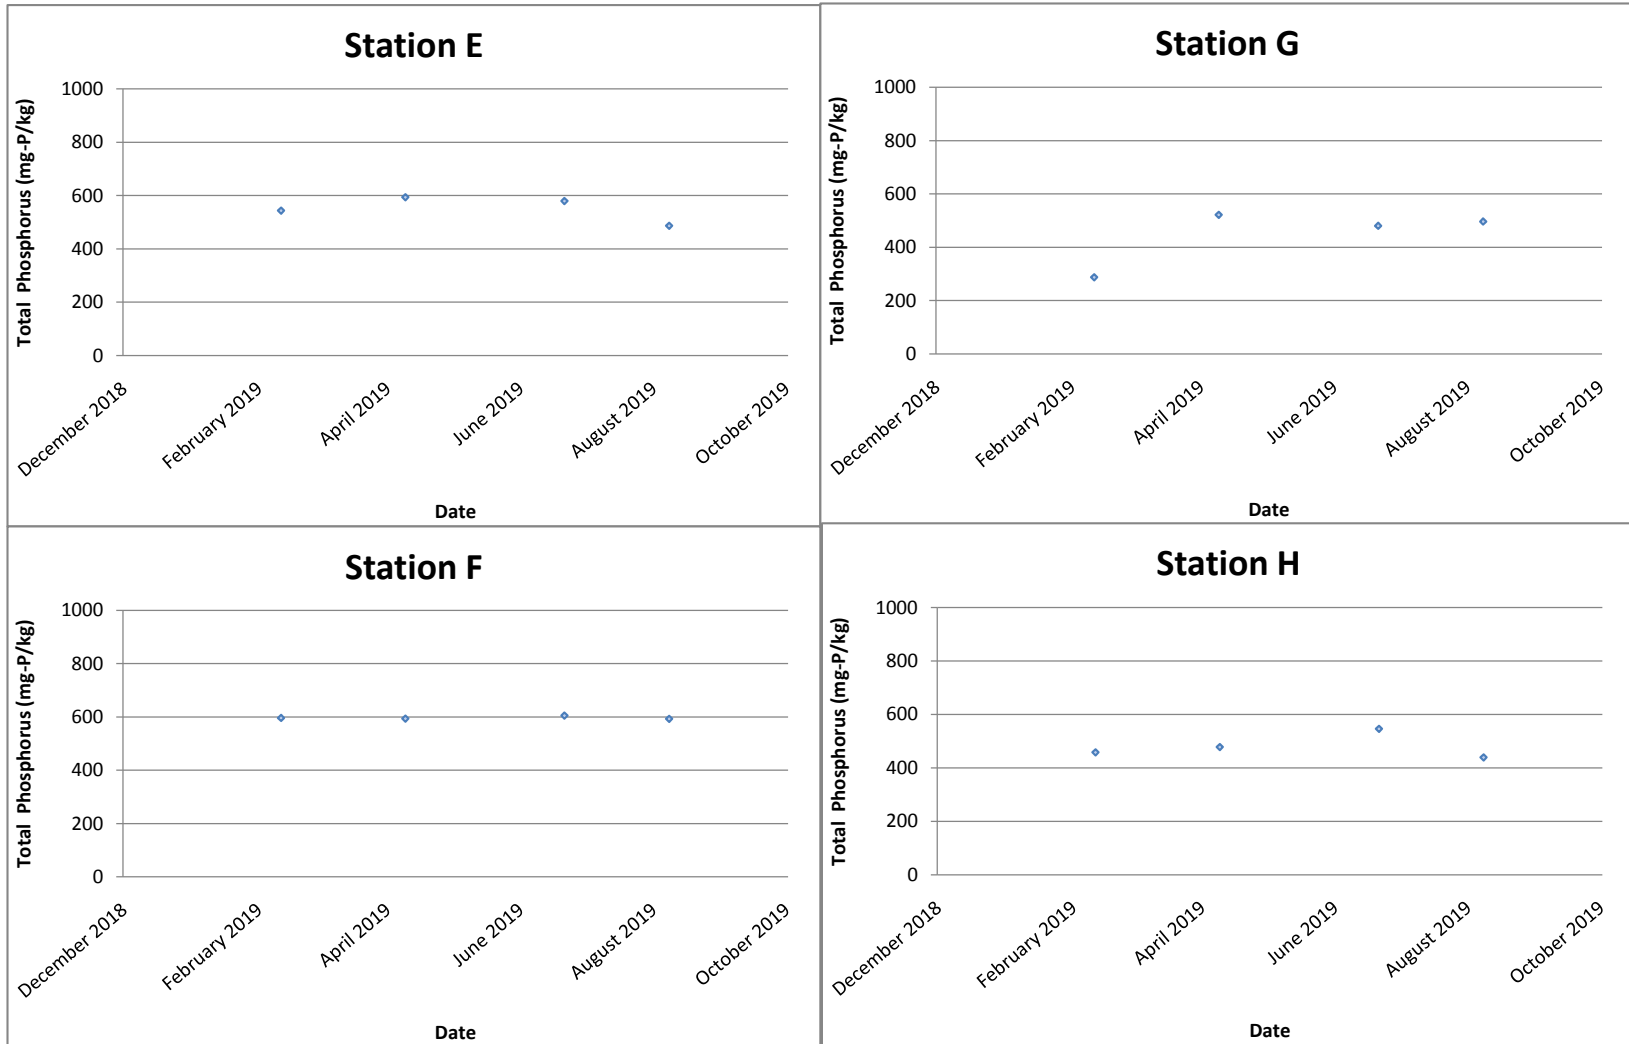 Station E
Total Phosphorus (mg-P/kg)
1000
800
600
400
200
0
December 2018
February 2019
April 2019
June 2019
August 2019
October 2019
Date
Station G
Total Phosphorus (mg-P/kg)
1000
800
600
400
200
0
December 2018
February 2019
April 2019
June 2019
August 2019
October 2019
Date
Station F
Total Phosphorus (mg-P/kg)
1000
800
600
400
200
0
December 2018
February 2019
April 2019
June 2019
August 2019
October 2019
Date
Station H
Total Phosphorus (mg-P/kg)
1000
800
600
400
200
0
December 2018
February 2019
April 2019
June 2019
August 2019
October 2019
Date